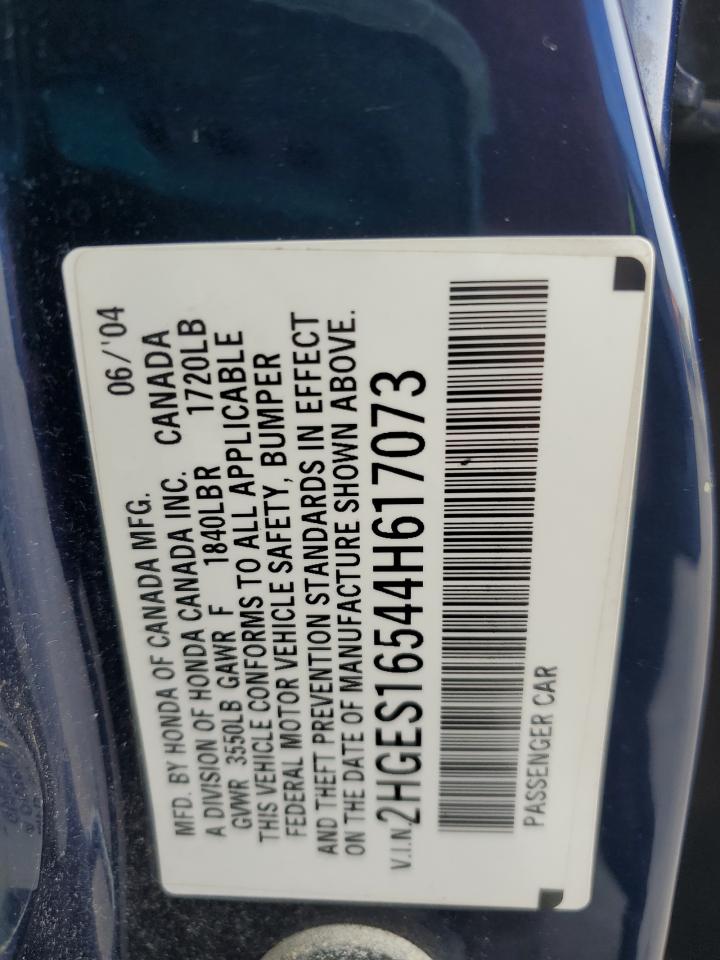 MFD. BY HONDA OF CANADA MFG. 06/'04
A DIVISION OF HONDA CANADA INC. CANADA
GVWR 3550LB GAWR F 1840LBR 1720LB
THIS VEHICLE CONFORMS TO ALL APPLICABLE
FEDERAL MOTOR VEHICLE SAFETY, BUMPER
AND THEFT PREVENTION STANDARDS IN EFFECT
ON THE DATE OF MANUFACTURE SHOWN ABOVE.
V.I.N. 2HGES16544H617073
PASSENGER CAR